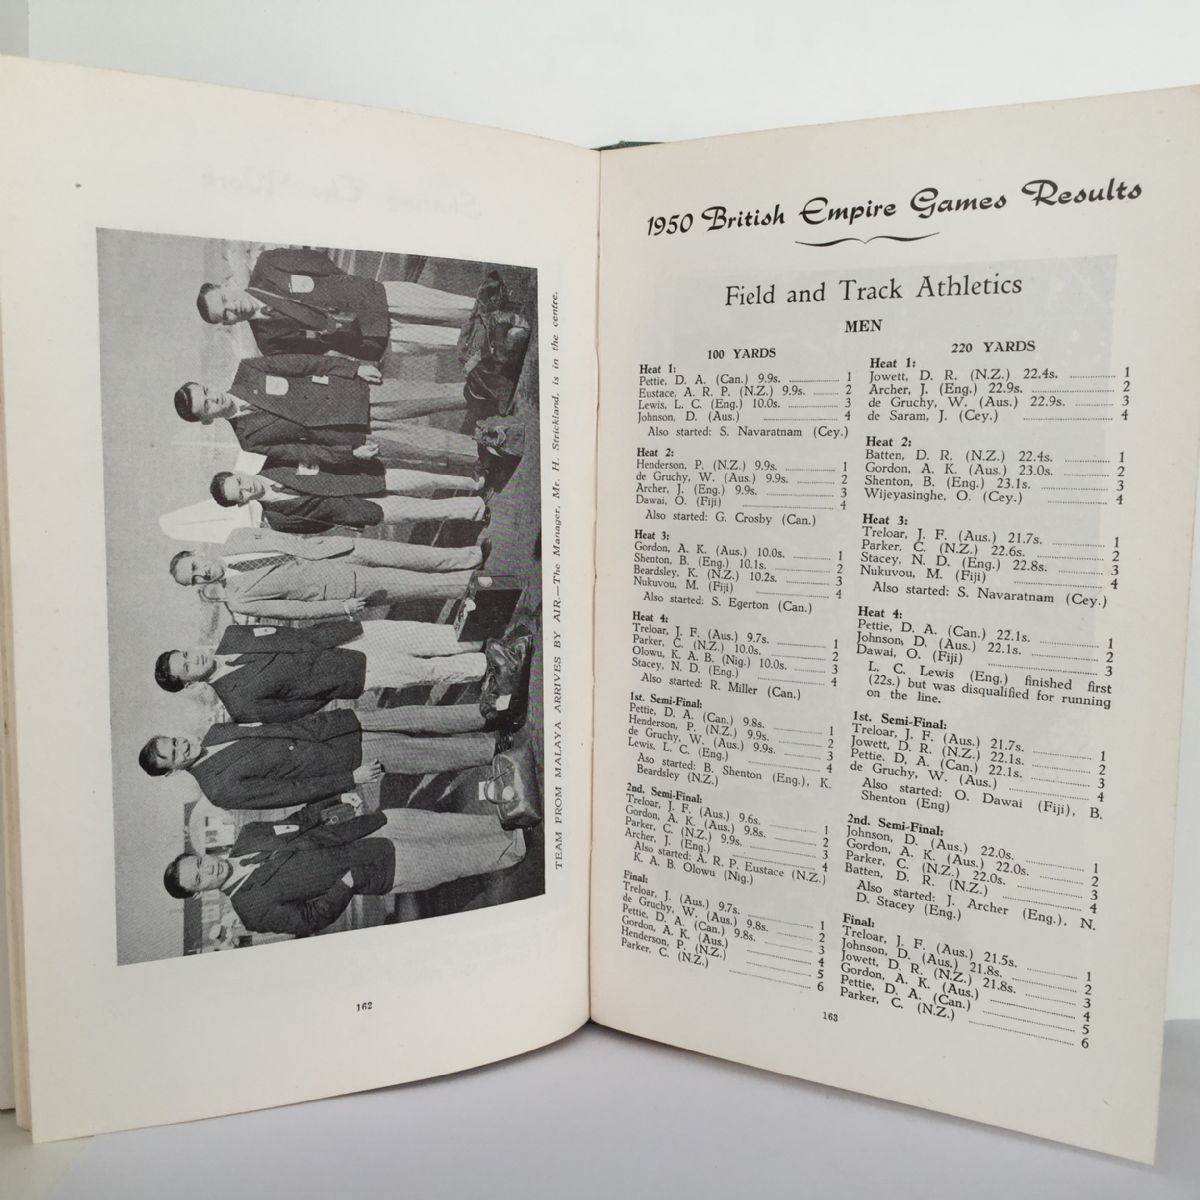 TEAM FROM MALAYA ARRIVES BY AIR.—The Manager, Mr. H. Strickland, is in the centre.
162
1950 British Empire Games Results
Field and Track Athletics
MEN
100 YARDS
Heat 1:
Pettie, D. A. (Can.) 9.9s. 1
Eustace, A. R. P. (N.Z.) 9.9s. 2
Lewis, L. C. (Eng.) 10.0s. 3
Johnson, D. (Aus.) 4
Also started: S. Navaratnam (Cey.)
Heat 2:
Henderson, P. (N.Z.) 9.9s. 1
de Gruchy, W. (Aus.) 9.9s. 2
Archer, J. (Eng.) 9.9s. 3
Dawai, O. (Fiji) 4
Also started: G. Crosby (Can.)
Heat 3:
Gordon, A. K. (Aus.) 10.0s. 1
Shenton, B. (Eng.) 10.1s. 2
Beardsley, K. (N.Z.) 10.2s. 3
Nukuvou, M. (Fiji) 4
Also started: S. Egerton (Can.)
Heat 4:
Treloar, J. F. (Aus.) 9.7s. 1
Parker, C. (N.Z.) 10.0s. 2
Olowu, K. A. B. (Nig.) 10.0s. 3
Stacey, N. D. (Eng.) 4
Also started: R. Miller (Can.)
1st. Semi-Final:
Pettie, D. A. (Can.) 9.8s. 1
Henderson, P. (N.Z.) 9.9s. 2
de Gruchy, W. (Aus.) 9.9s. 3
Lewis, L. C. (Eng.) 4
Aso started: B. Shenton (Eng.), K.
Beardsley (N.Z.)
2nd. Semi-Final:
Treloar, J. F. (Aus.) 9.6s. 1
Gordon, A. K. (Aus.) 9.8s. 2
Parker, C. (N.Z.) 9.9s. 3
Archer, J. (Eng.) 4
Also started: A. R. P. Eustace (N.Z.)
K. A. B. Olowu (Nig.)
Final:
Treloar, J. (Aus.) 9.7s. 1
de Gruchy, W. (Aus.) 9.8s. 2
Pettie, D. A. (Can.) 9.8s. 3
Gordon, A. K. (Aus.) 4
Henderson, P. (N.Z.) 5
Parker, C. (N.Z.) 6
220 YARDS
Heat 1:
Jowett, D. R. (N.Z.) 22.4s. 1
Archer, J. (Eng.) 22.9s. 2
de Gruchy, W. (Aus.) 22.9s. 3
de Saram, J. (Cey.) 4
Heat 2:
Batten, D. R. (N.Z.) 22.4s. 1
Gordon, A. K. (Aus.) 23.0s. 2
Shenton, B. (Eng.) 23.1s. 3
Wijeyasinghe, O. (Cey.) 4
Heat 3:
Treloar, J. F. (Aus.) 21.7s. 1
Parker, C. (N.Z.) 22.6s. 2
Stacey, N. D. (Eng.) 22.8s. 3
Nukuvou, M. (Fiji) 4
Also started: S. Navaratnam (Cey.)
Heat 4:
Pettie, D. A. (Can.) 22.1s. 1
Johnson D. (Aus.) 22.1s. 2
Dawai, O. (Fiji) 3
L. C. Lewis (Eng.) finished first
(22s.) but was disqualified for running
on the line.
1st. Semi-Final:
Treloar, J. F. (Aus.) 21.7s. 1
Jowett, D. R. (N.Z.) 22.1s. 2
Pettie, D. A. (Can.) 22.1s. 3
de Gruchy, W. (Aus.) 4
Also started: O. Dawai (Fiji), B.
Shenton (Eng)
2nd. Semi-Final:
Johnson, D. (Aus.) 22.0s. 1
Gordon, A. K. (Aus.) 22.0s. 2
Parker, C. (N.Z.) 22.0s. 3
Batten, D. R. (N.Z.) 4
Also started: J. Archer (Eng.), N.
D. Stacey (Eng.)
Final:
Treloar, J. F. (Aus.) 21.5s. 1
Johnson, D. (Aus.) 21.8s. 2
Jowett, D. R. (N.Z.) 21.8s. 3
Gordon, A. K. (Aus.) 4
Pettie, D. A. (Can.) 5
Parker, C. (N.Z.) 6
163